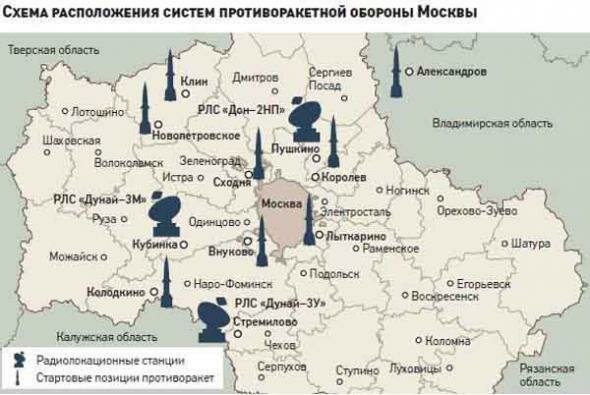 Схема расположения систем противоракетной обороны Москвы
Тверская область
Клин
Дмитров
Сергиев
Посад
Александров
Лотошино
РЛС «Дон–2НП»
Новопетровское
Владимирская область
Шаховская
Волоколамск
Зеленоград
Пушкино
Истра
Сходня
Королев
Ногинск
РЛС «Дунай–3М»
Москва
Электросталь
Орехово-Зуево
Руза
Одинцово
Кубинка
Внуково
Лыткарино
Раменское
Шатура
Можайск
Подольск
Наро-Фоминск
Егорьевск
Колодкино
Воскресенск
РЛС «Дунай–3У»
Стремилово
Калужская область
Чехов
Коломна
Радиолокационные станции
Стартовые позиции противоракет
Серпухов
Ступино
Луховицы
Рязанская
область